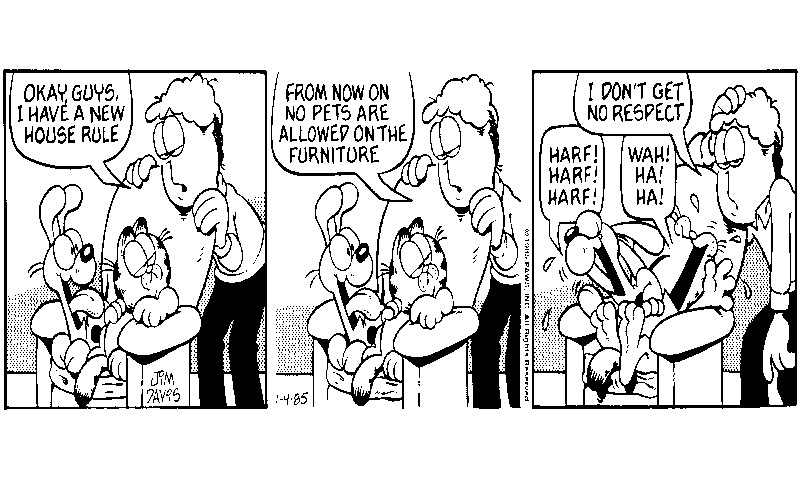 OKAY, GUYS,
I HAVE A NEW
HOUSE RULE
JIM
DAVIS
FROM NOW ON
NO PETS ARE
ALLOWED ON THE
FURNITURE
1-4-85
I DON'T GET
NO RESPECT
HARF!
HARF!
HARF!
WAH!
HA!
HA!